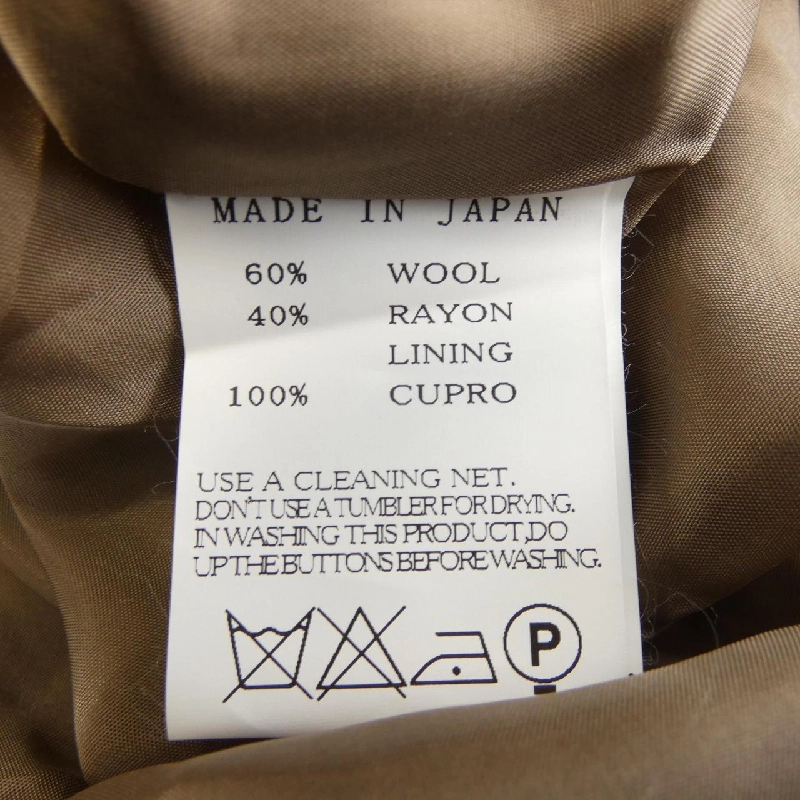 MADE IN JAPAN
60% WOOL
40% RAYON
LINING
100% CUPRO
USE A CLEANING NET.
DON'T USE A TUMBLER FOR DRYING.
IN WASHING THIS PRODUCT,DO
UP THE BUTTONS BEFORE WASHING.
P